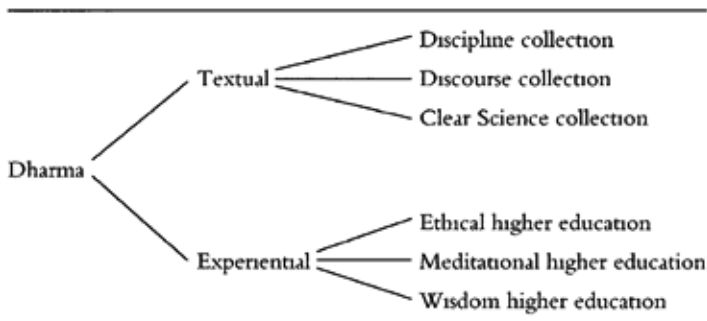 Discipline collection
Textual
Discourse collection
Clear Science collection
Dharma
Ethical higher education
Experiential
Meditational higher education
Wisdom higher education